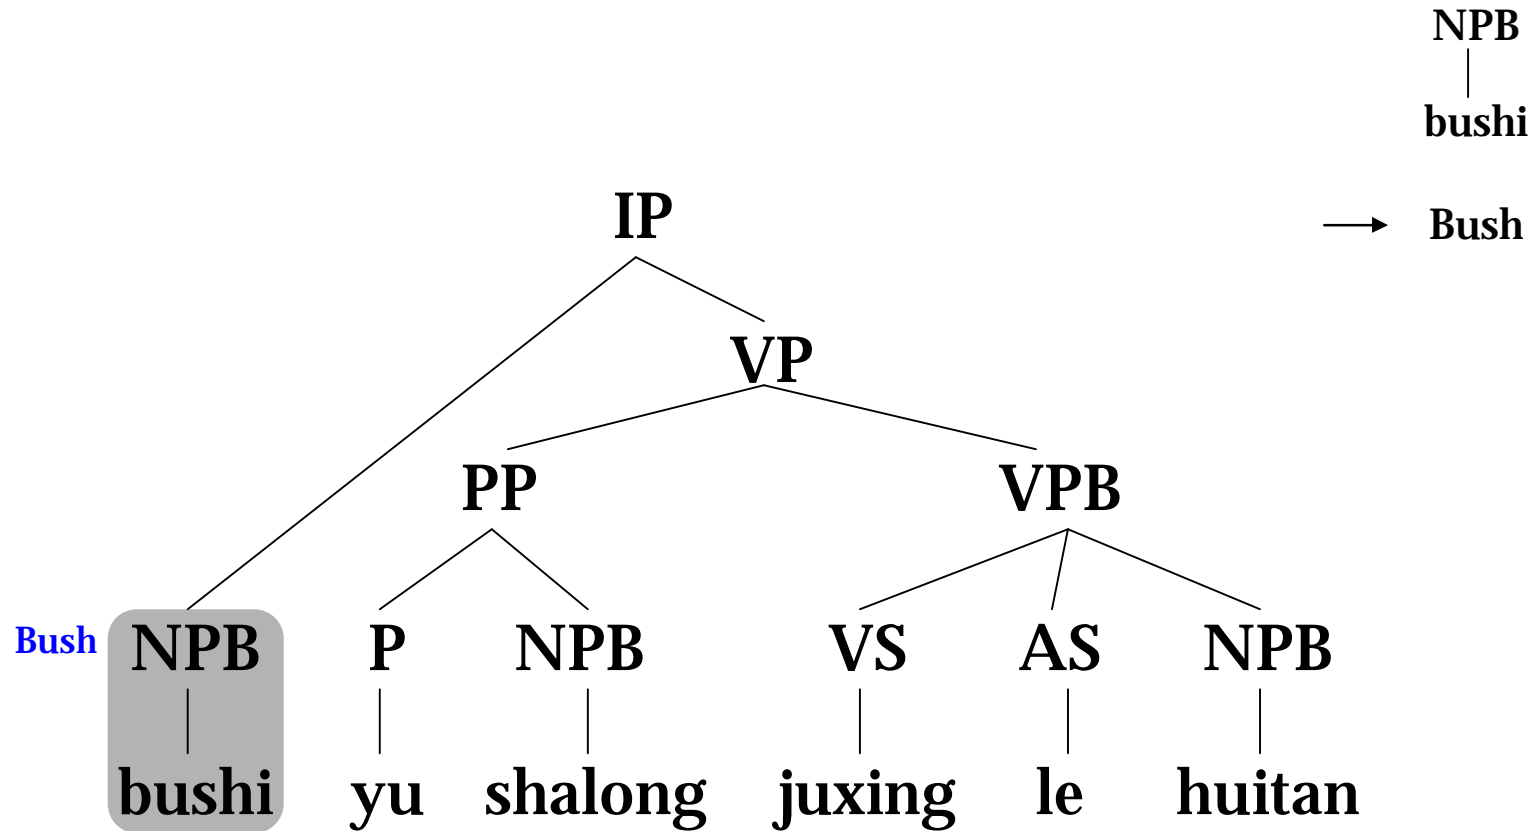 NPB
bushi
→ Bush
IP
VP
PP VPB
Bush NPB P NPB VS AS NPB
bushi yu shalong juxing le huitan